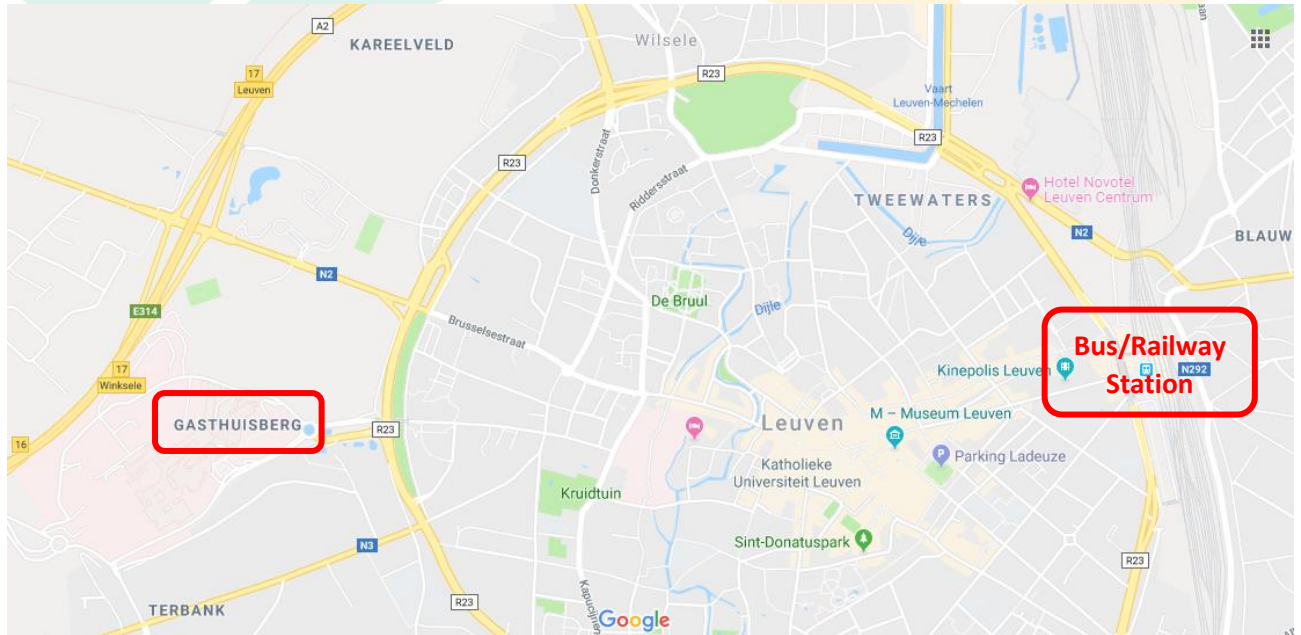 A2
KAREELVELD
Wilsele
17
Leuven
R23
Vaart
Leuven-Mechelen
R23
R23
Donkerstraat
Riddersstraat
TWEEWATERS
Hotel Novotel
Leuven Centrum
Dijle
N2
BLAUW
N2
De Bruul
Dijle
E314
Brusselsestraat
Bus/Railway
Station
Kinepolis Leuven
N292
17
Winksele
GASTHUISBERG
R23
Leuven
M – Museum Leuven
16
Parking Ladeuze
Katholieke
Universiteit Leuven
Kruidtuin
Sint-Donatuspark
N3
R23
Kapucijnen
R23
TERBANK
Google